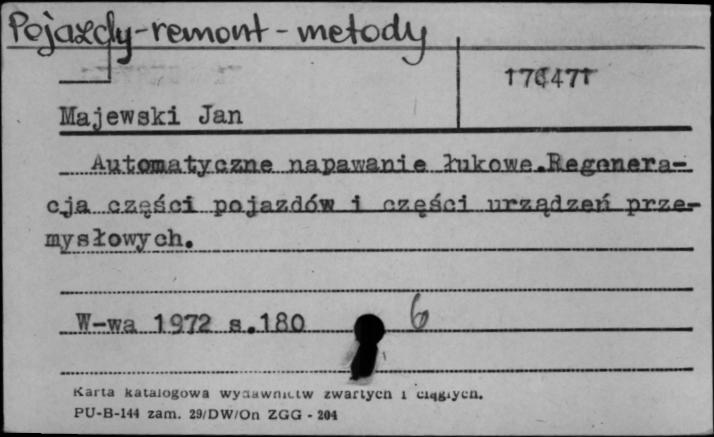 Pojazdy-remont-metody
Majewski Jan
Automatyczne napawanie łukowe.Regenera-
cja części pojazdów i części urządzeń prze-
mysłowych.
W-wa 1972 s.180 6
Karta katalogowa wydawnictw zwartych i ciągłych.
PU-B-144 zam. 29/DW/On ZGG - 204